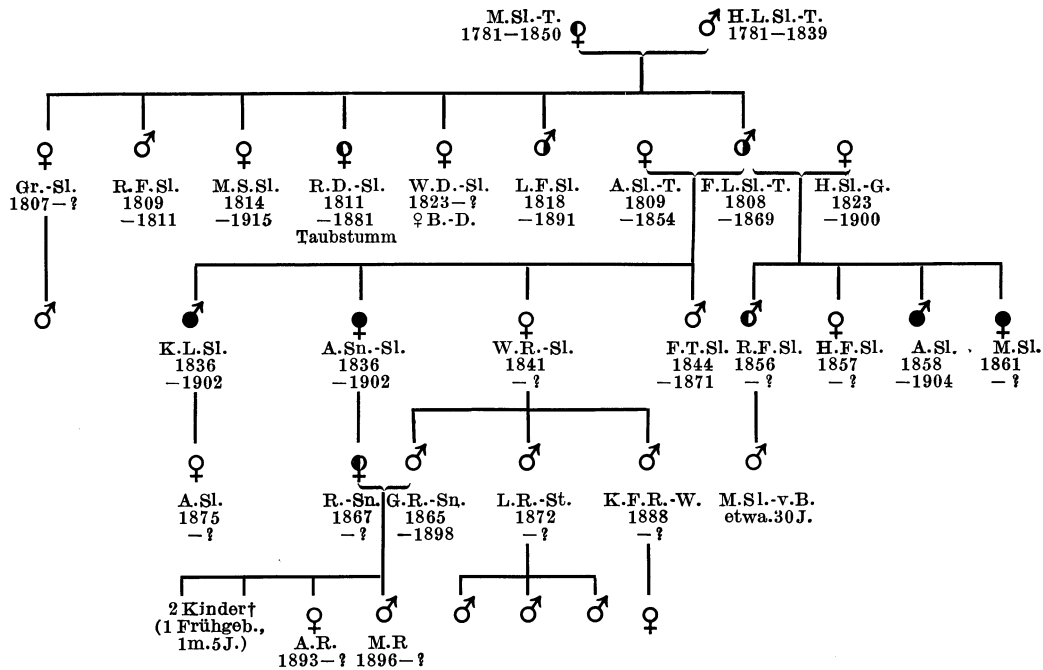 M.Sl.-T.
1781—1850
H.L.Sl.-T.
1781—1839
Gr.-Sl.
1807—?
R.F.Sl.
1809
—1811
M.S.Sl.
1814
—1915
R.D.-Sl.
1811
—1881
Taubstumm
W.D.-Sl.
1823—?
♀B.-D.
L.F.Sl.
1818
—1891
A.Sl.-T.
1809
—1854
F.L.Sl.-T.
1808
—1869
H.Sl.-G.
1823
—1900
K.L.Sl.
1836
—1902
A.Sn.-Sl.
1836
—1902
W.R.-Sl.
1841
—?
F.T.Sl.
1844
—1871
R.F.Sl.
1856
—?
H.F.Sl.
1857
—?
A.Sl.
1858
—1904
M.Sl.
1861
—?
A.Sl.
1875
—?
R.-Sn.
1867
—?
G.R.-Sn.
1865
—1898
L.R.-St.
1872
—?
K.F.R.-W.
1888
—?
M.Sl.-v.B.
etwa.30J.
2 Kinder†
(1 Frühgeb.,
1m.5J.)
A.R.
1893—?
M.R
1896—?